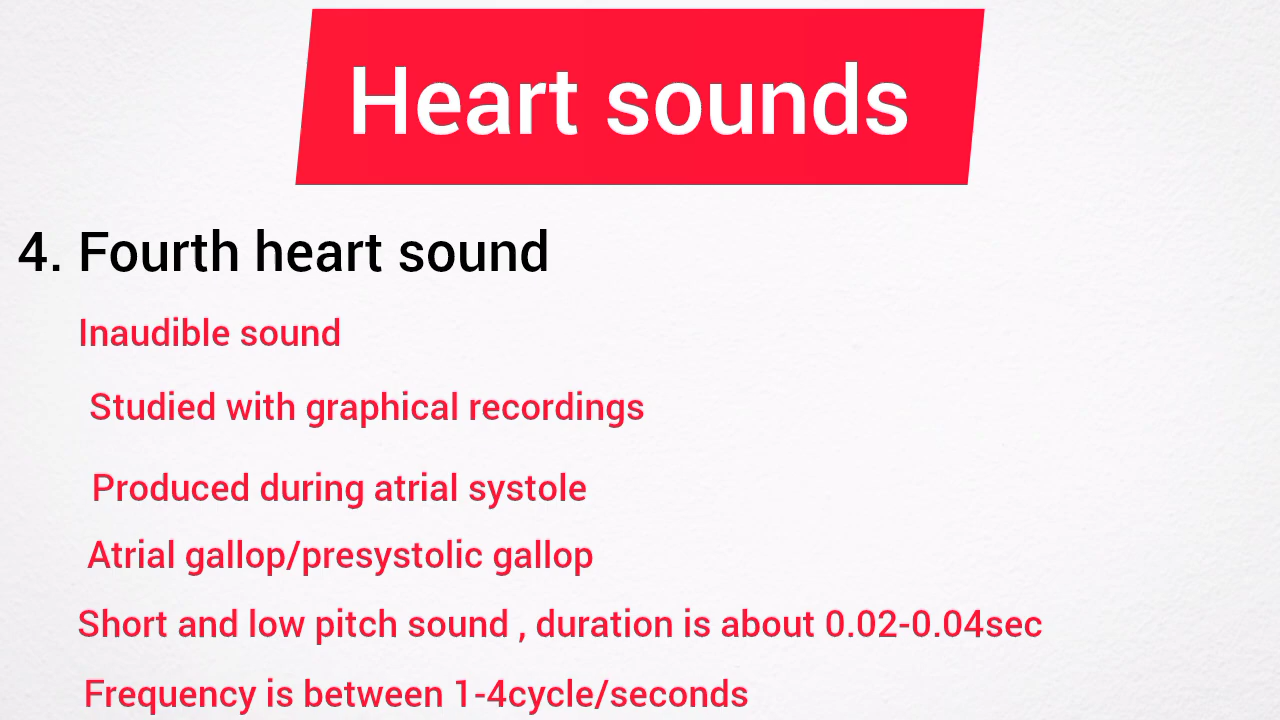 Heart sounds
4. Fourth heart sound
Inaudible sound
Studied with graphical recordings
Produced during atrial systole
Atrial gallop/presystolic gallop
Short and low pitch sound , duration is about 0.02-0.04sec
Frequency is between 1-4cycle/seconds